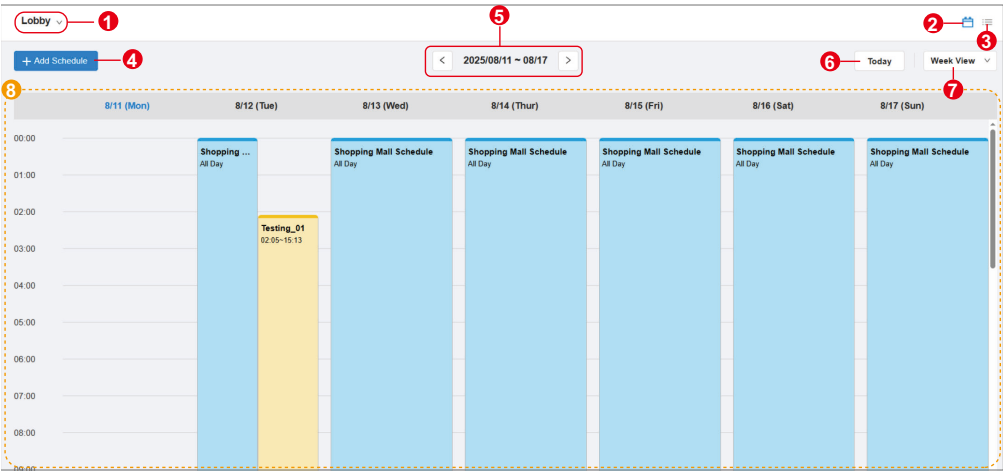 Lobby 1
5
2
3
+ Add Schedule 4
< 2025/08/11 ~ 08/17 >
6 Today
Week View
7
8
8/11 (Mon) 8/12 (Tue) 8/13 (Wed) 8/14 (Thur) 8/15 (Fri) 8/16 (Sat) 8/17 (Sun)
00:00
Shopping ... Shopping Mall Schedule Shopping Mall Schedule Shopping Mall Schedule Shopping Mall Schedule Shopping Mall Schedule
All Day All Day All Day All Day All Day All Day
01:00
02:00
Testing_01
02:05~15:13
03:00
04:00
05:00
06:00
07:00
08:00
09:00